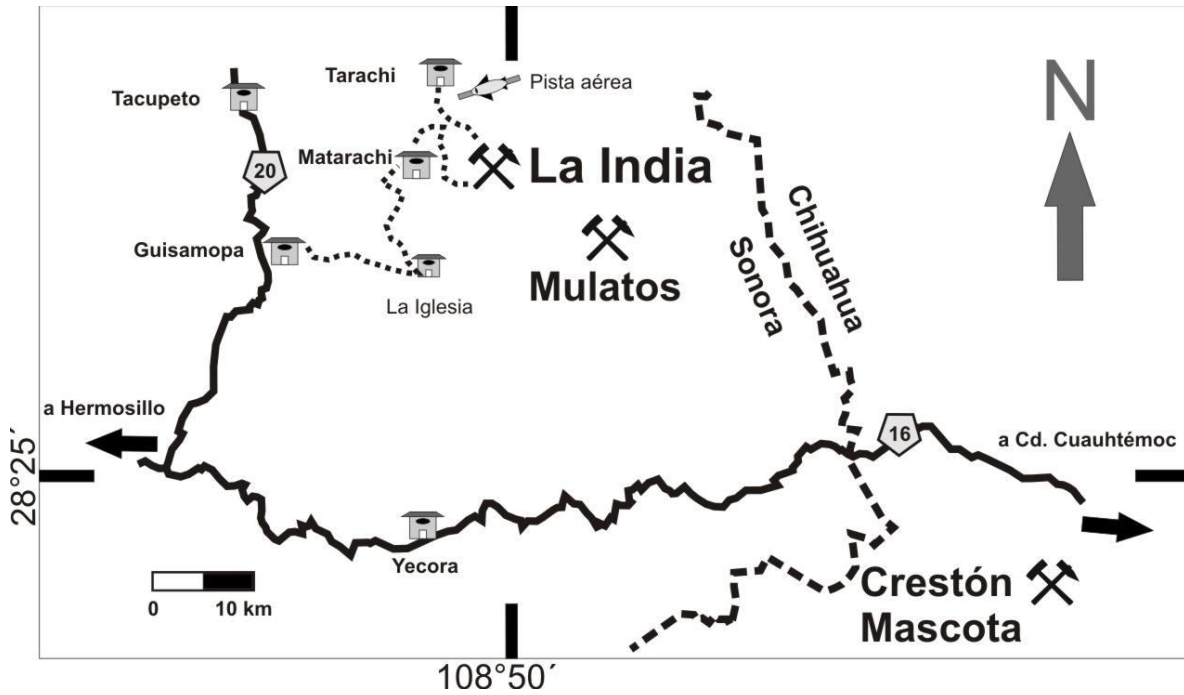 Tarachi
Pista aérea
Tacupeto
N
Matarachi
La India
20
Guisamopa
Mulatos
Chihuahua
Sonora
La Iglesia
a Hermosillo
16
a Cd. Cuauhtémoc
28°25´
Yecora
0 10 km
Crestón
Mascota
108°50´